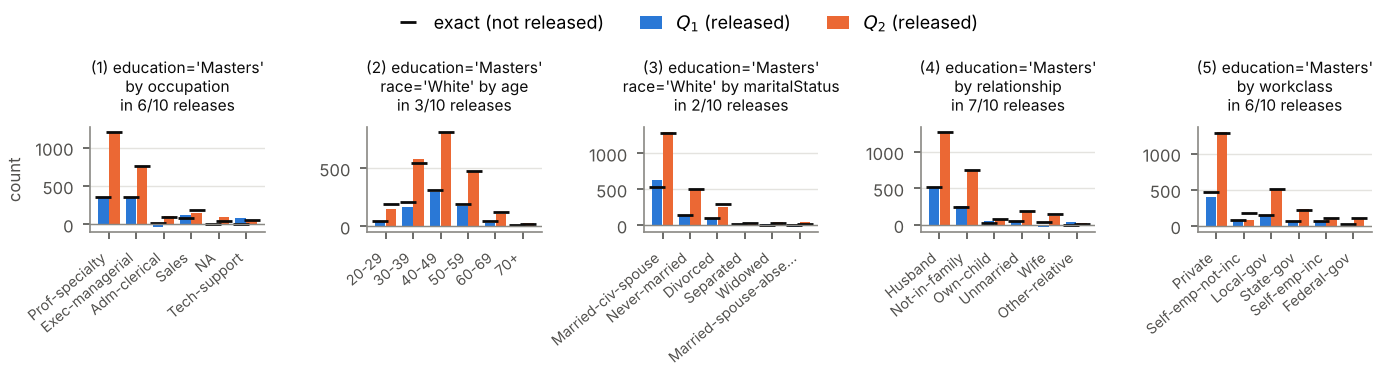 exact (not released) Q1 (released) Q2 (released)
(1) education='Masters'
by occupation
in 6/10 releases
count
1000
500
0
Prof-specialty
Exec-managerial
Adm-clerical
Sales
NA
Tech-support
(2) education='Masters'
race='White' by age
in 3/10 releases
500
0
20-29
30-39
40-49
50-59
60-69
70+
(3) education='Masters'
race='White' by maritalStatus
in 2/10 releases
1000
500
0
Married-civ-spouse
Never-married
Divorced
Separated
Widowed
Married-spouse-abse...
(4) education='Masters'
by relationship
in 7/10 releases
1000
500
0
Husband
Not-in-family
Own-child
Unmarried
Wife
Other-relative
(5) education='Masters'
by workclass
in 6/10 releases
1000
500
0
Private
Self-emp-not-inc
Local-gov
State-gov
Self-emp-inc
Federal-gov